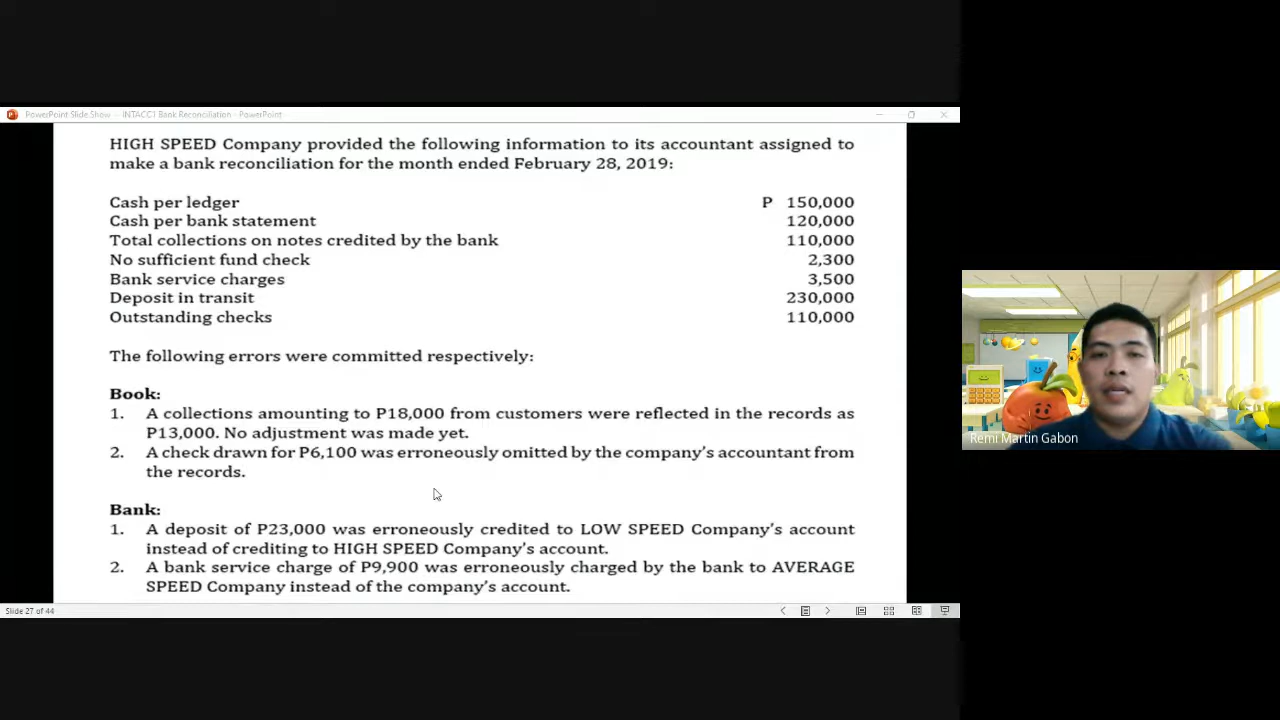 PowerPoint Slide Show - INTACC1 Bank Reconciliation - PowerPoint
HIGH SPEED Company provided the following information to its accountant assigned to
make a bank reconciliation for the month ended February 28, 2019:
Cash per ledger P 150,000
Cash per bank statement 120,000
Total collections on notes credited by the bank 110,000
No sufficient fund check 2,300
Bank service charges 3,500
Deposit in transit 230,000
Outstanding checks 110,000
The following errors were committed respectively:
Book:
1. A collections amounting to P18,000 from customers were reflected in the records as
P13,000. No adjustment was made yet.
2. A check drawn for P6,100 was erroneously omitted by the company's accountant from
the records.
Bank:
1. A deposit of P23,000 was erroneously credited to LOW SPEED Company's account
instead of crediting to HIGH SPEED Company's account.
2. A bank service charge of P9,900 was erroneously charged by the bank to AVERAGE
SPEED Company instead of the company's account.
Slide 27 of 44
Remi Martin Gabon